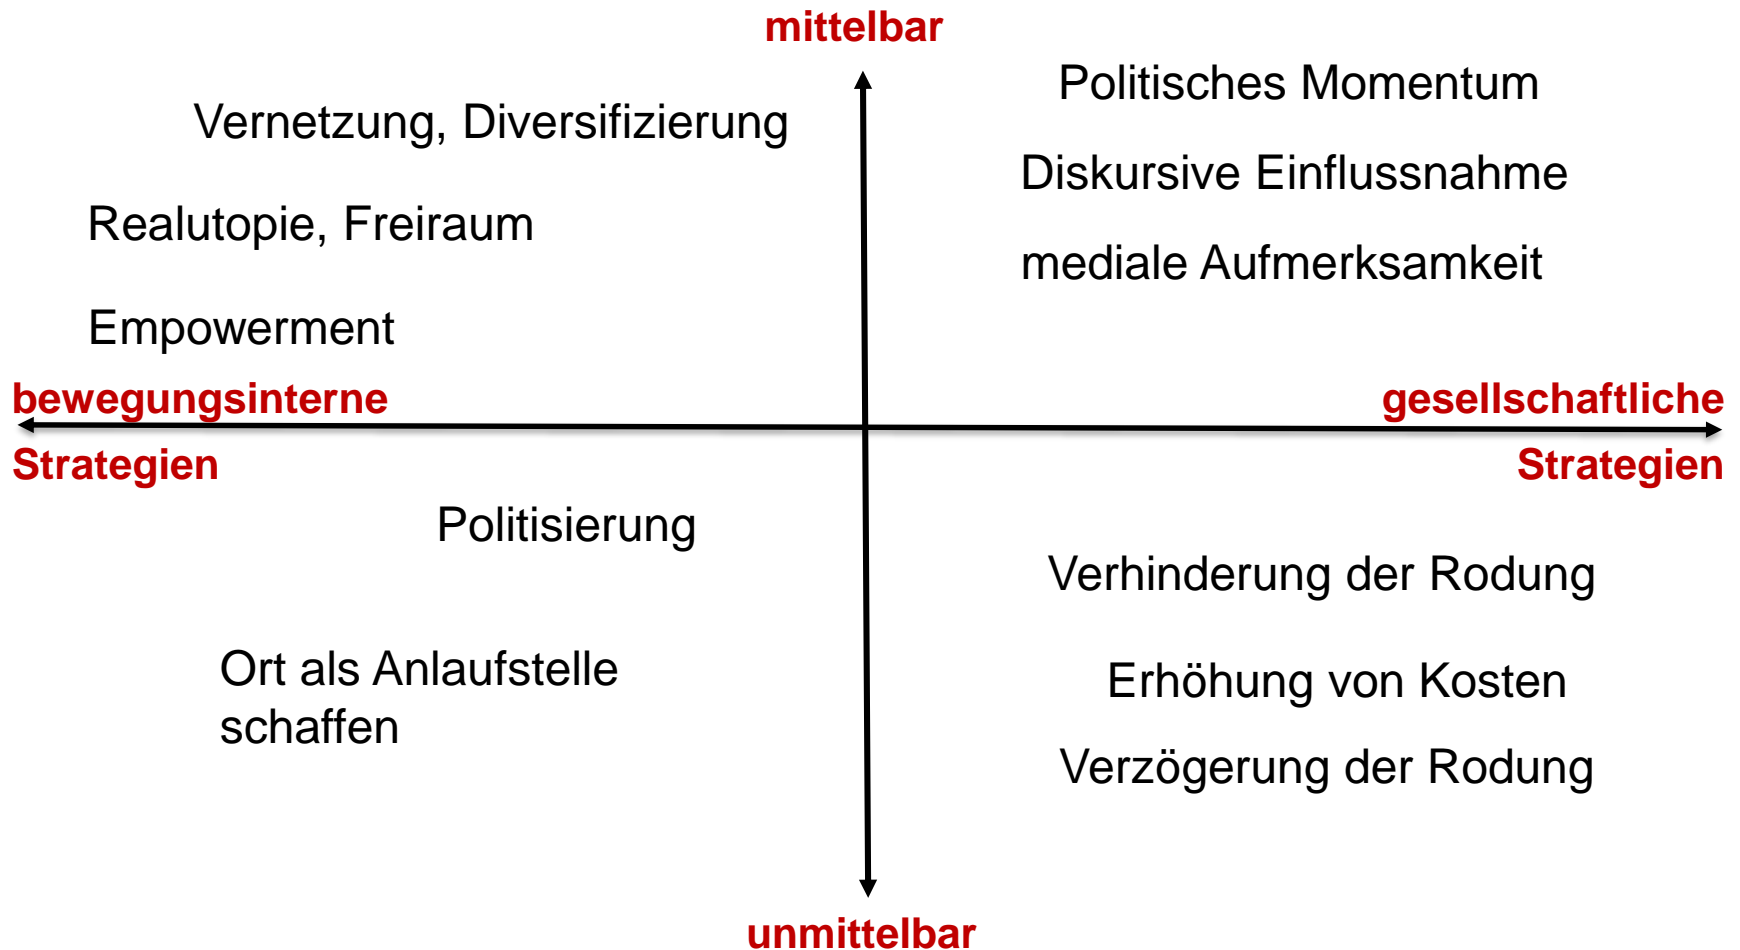 mittelbar
Politisches Momentum
Vernetzung, Diversifizierung
Diskursive Einflussnahme
Realutopie, Freiraum
mediale Aufmerksamkeit
Empowerment
bewegungsinterne
gesellschaftliche
Strategien
Strategien
Politisierung
Verhinderung der Rodung
Ort als Anlaufstelle
schaffen
Erhöhung von Kosten
Verzögerung der Rodung
unmittelbar